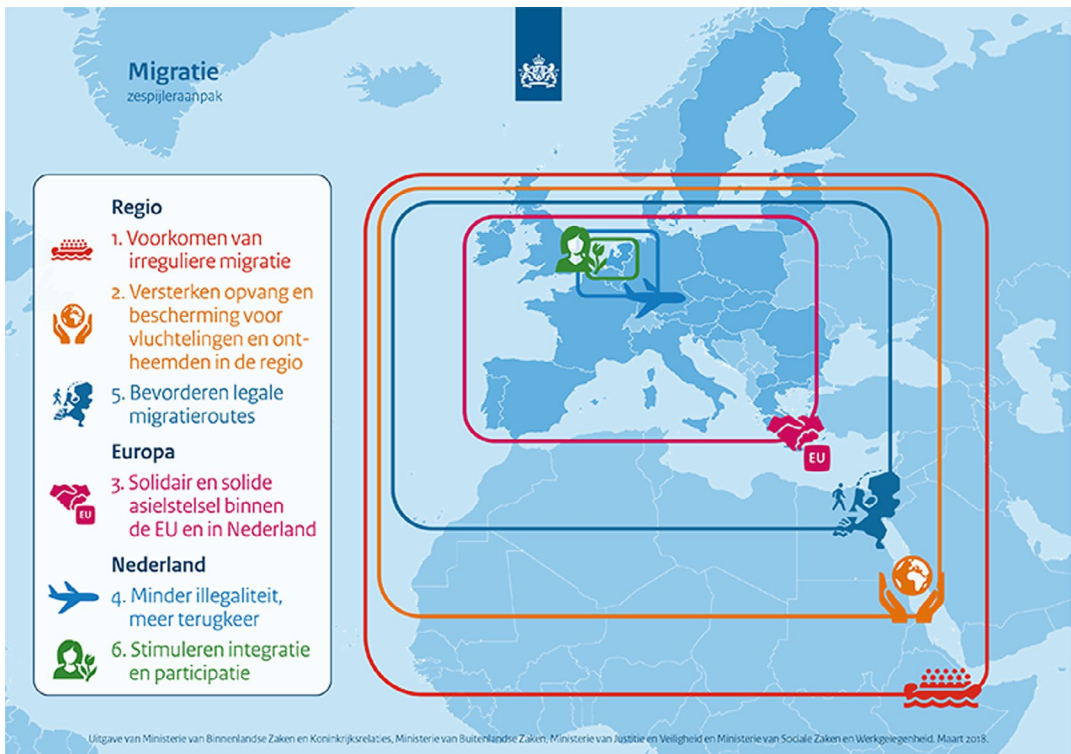 Migratie
zespijleraanpak
Regio
1. Voorkomen van
irreguliere migratie
2. Versterken opvang en
bescherming voor
vluchtelingen en ont-
heemden in de regio
5. Bevorderen legale
migratieroutes
Europa
3. Solidair en solide
asielstelsel binnen
de EU en in Nederland
EU
Nederland
4. Minder illegaliteit,
meer terugkeer
6. Stimuleren integratie
en participatie
EU
Uitgave van Ministerie van Binnenlandse Zaken en Koninkrijksrelaties, Ministerie van Buitenlandse Zaken, Ministerie van Justitie en Veiligheid en Ministerie van Sociale Zaken en Werkgelegenheid. Maart 2018.